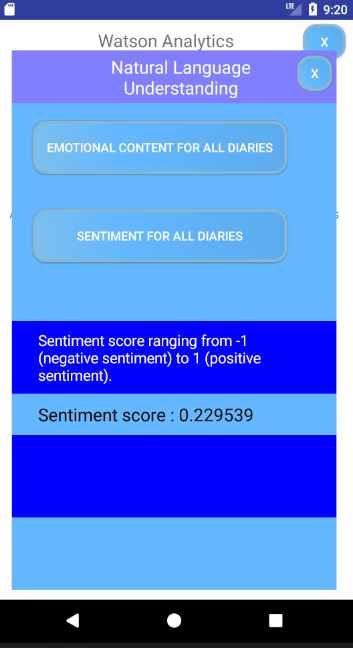 LTE 9:20
Watson Analytics x
Natural Language x
Understanding
EMOTIONAL CONTENT FOR ALL DIARIES
SENTIMENT FOR ALL DIARIES
Sentiment score ranging from -1
(negative sentiment) to 1 (positive
sentiment).
Sentiment score : 0.229539